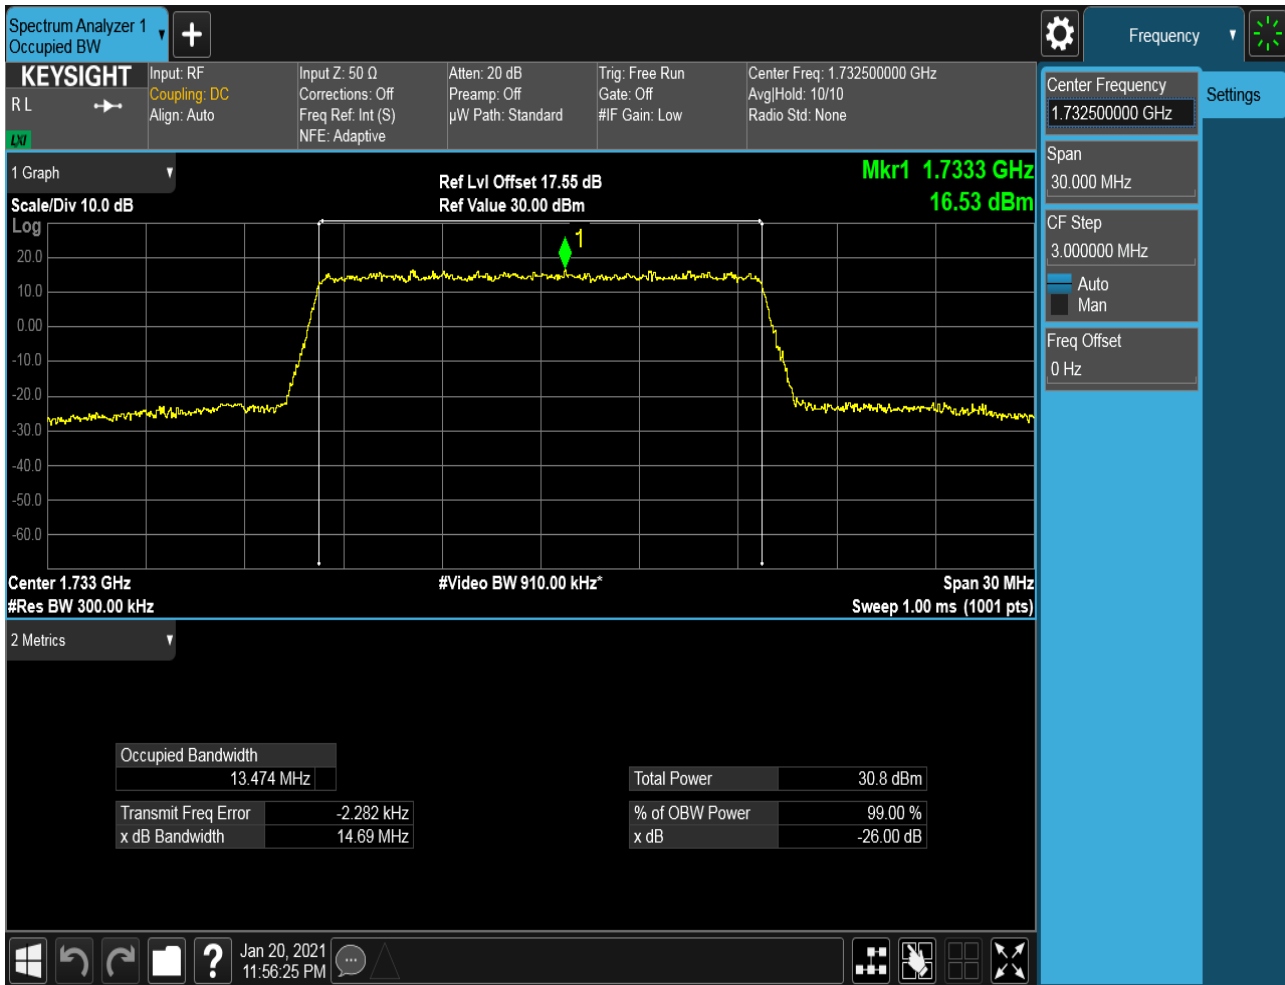 Spectrum Analyzer 1
Occupied BW
Frequency
KEYSIGHT
R L
LXI
Input: RF
Coupling: DC
Align: Auto
Input Z: 50 Ω
Corrections: Off
Freq Ref: Int (S)
NFE: Adaptive
Atten: 20 dB
Preamp: Off
µW Path: Standard
Trig: Free Run
Gate: Off
#IF Gain: Low
Center Freq: 1.732500000 GHz
Avg|Hold: 10/10
Radio Std: None
Center Frequency
1.732500000 GHz
Settings
Span
30.000 MHz
CF Step
3.000000 MHz
Auto
Man
Freq Offset
0 Hz
1 Graph
Scale/Div 10.0 dB
Ref Lvl Offset 17.55 dB
Ref Value 30.00 dBm
Mkr1 1.7333 GHz
16.53 dBm
Log
1
20.0
10.0
0.00
-10.0
-20.0
-30.0
-40.0
-50.0
-60.0
Center 1.733 GHz
#Res BW 300.00 kHz
#Video BW 910.00 kHz*
Span 30 MHz
Sweep 1.00 ms (1001 pts)
2 Metrics
Occupied Bandwidth
13.474 MHz
Total Power 30.8 dBm
Transmit Freq Error -2.282 kHz
% of OBW Power 99.00 %
x dB Bandwidth 14.69 MHz
x dB -26.00 dB
?
Jan 20, 2021
11:56:25 PM